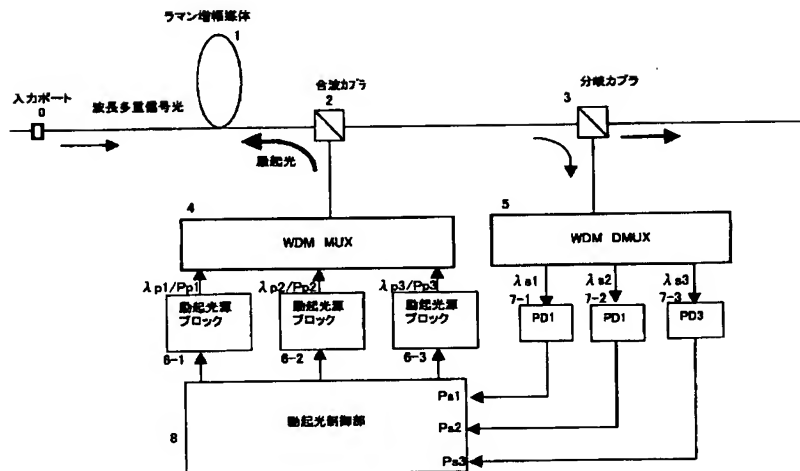 ラマン増幅媒体
1
入力ポート
0
波長多重信号光
合波カプラ
2
分岐カプラ
3
励起光
4
WDM MUX
5
WDM DMUX
λp1/Pp1
λp2/Pp2
λp3/Pp3
λs1
λs2
λs3
7-1
7-2
7-3
励起光源
ブロック
励起光源
ブロック
励起光源
ブロック
PD1
PD1
PD3
6-1
6-2
6-3
8
励起光制御部
Ps1
Ps2
Ps3